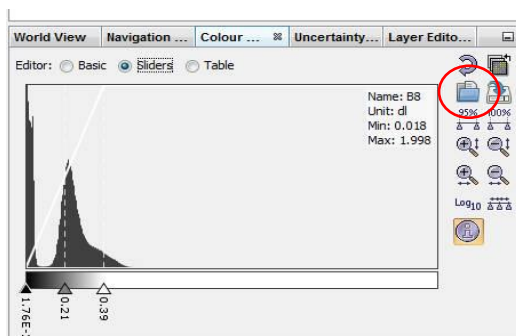 World View Navigation ... Colour ... Uncertainty... Layer Edito...
Editor: Basic Sliders Table
Name: B8
Unit: dl
Min: 0.018
Max: 1.998
95% 100%
Log10
0.21 0.39